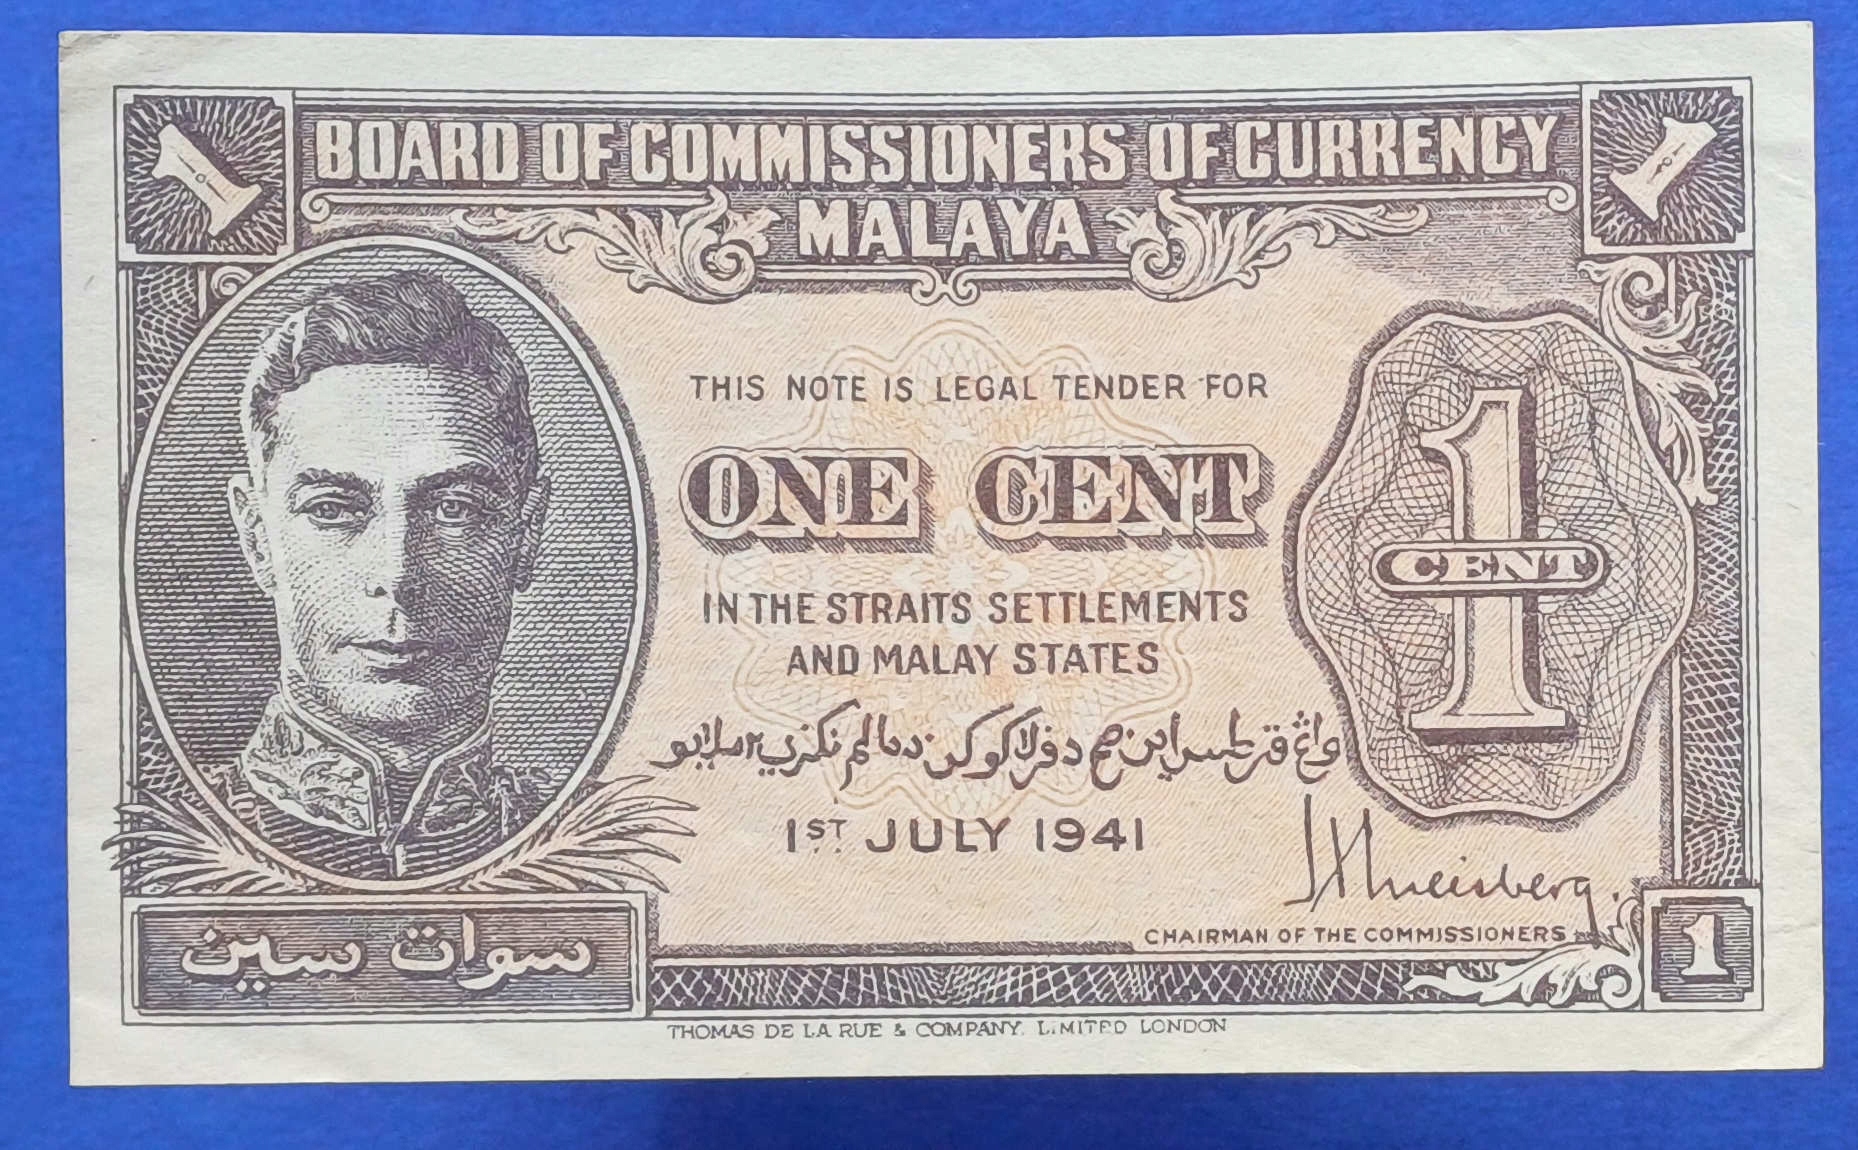 1
BOARD OF COMMISSIONERS OF CURRENCY
1
MALAYA
THIS NOTE IS LEGAL TENDER FOR
ONE CENT
1
CENT
IN THE STRAITS SETTLEMENTS
AND MALAY STATES
1ST JULY 1941
CHAIRMAN OF THE COMMISSIONERS
سوات سين
1
THOMAS DE LA RUE & COMPANY, LIMITED LONDON